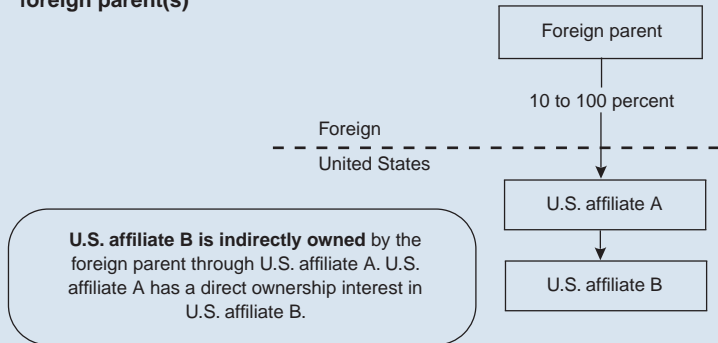 foreign parent(s)
Foreign parent
10 to 100 percent
Foreign
United States
U.S. affiliate A
U.S. affiliate B is indirectly owned by the
foreign parent through U.S. affiliate A. U.S.
affiliate A has a direct ownership interest in
U.S. affiliate B.
U.S. affiliate B